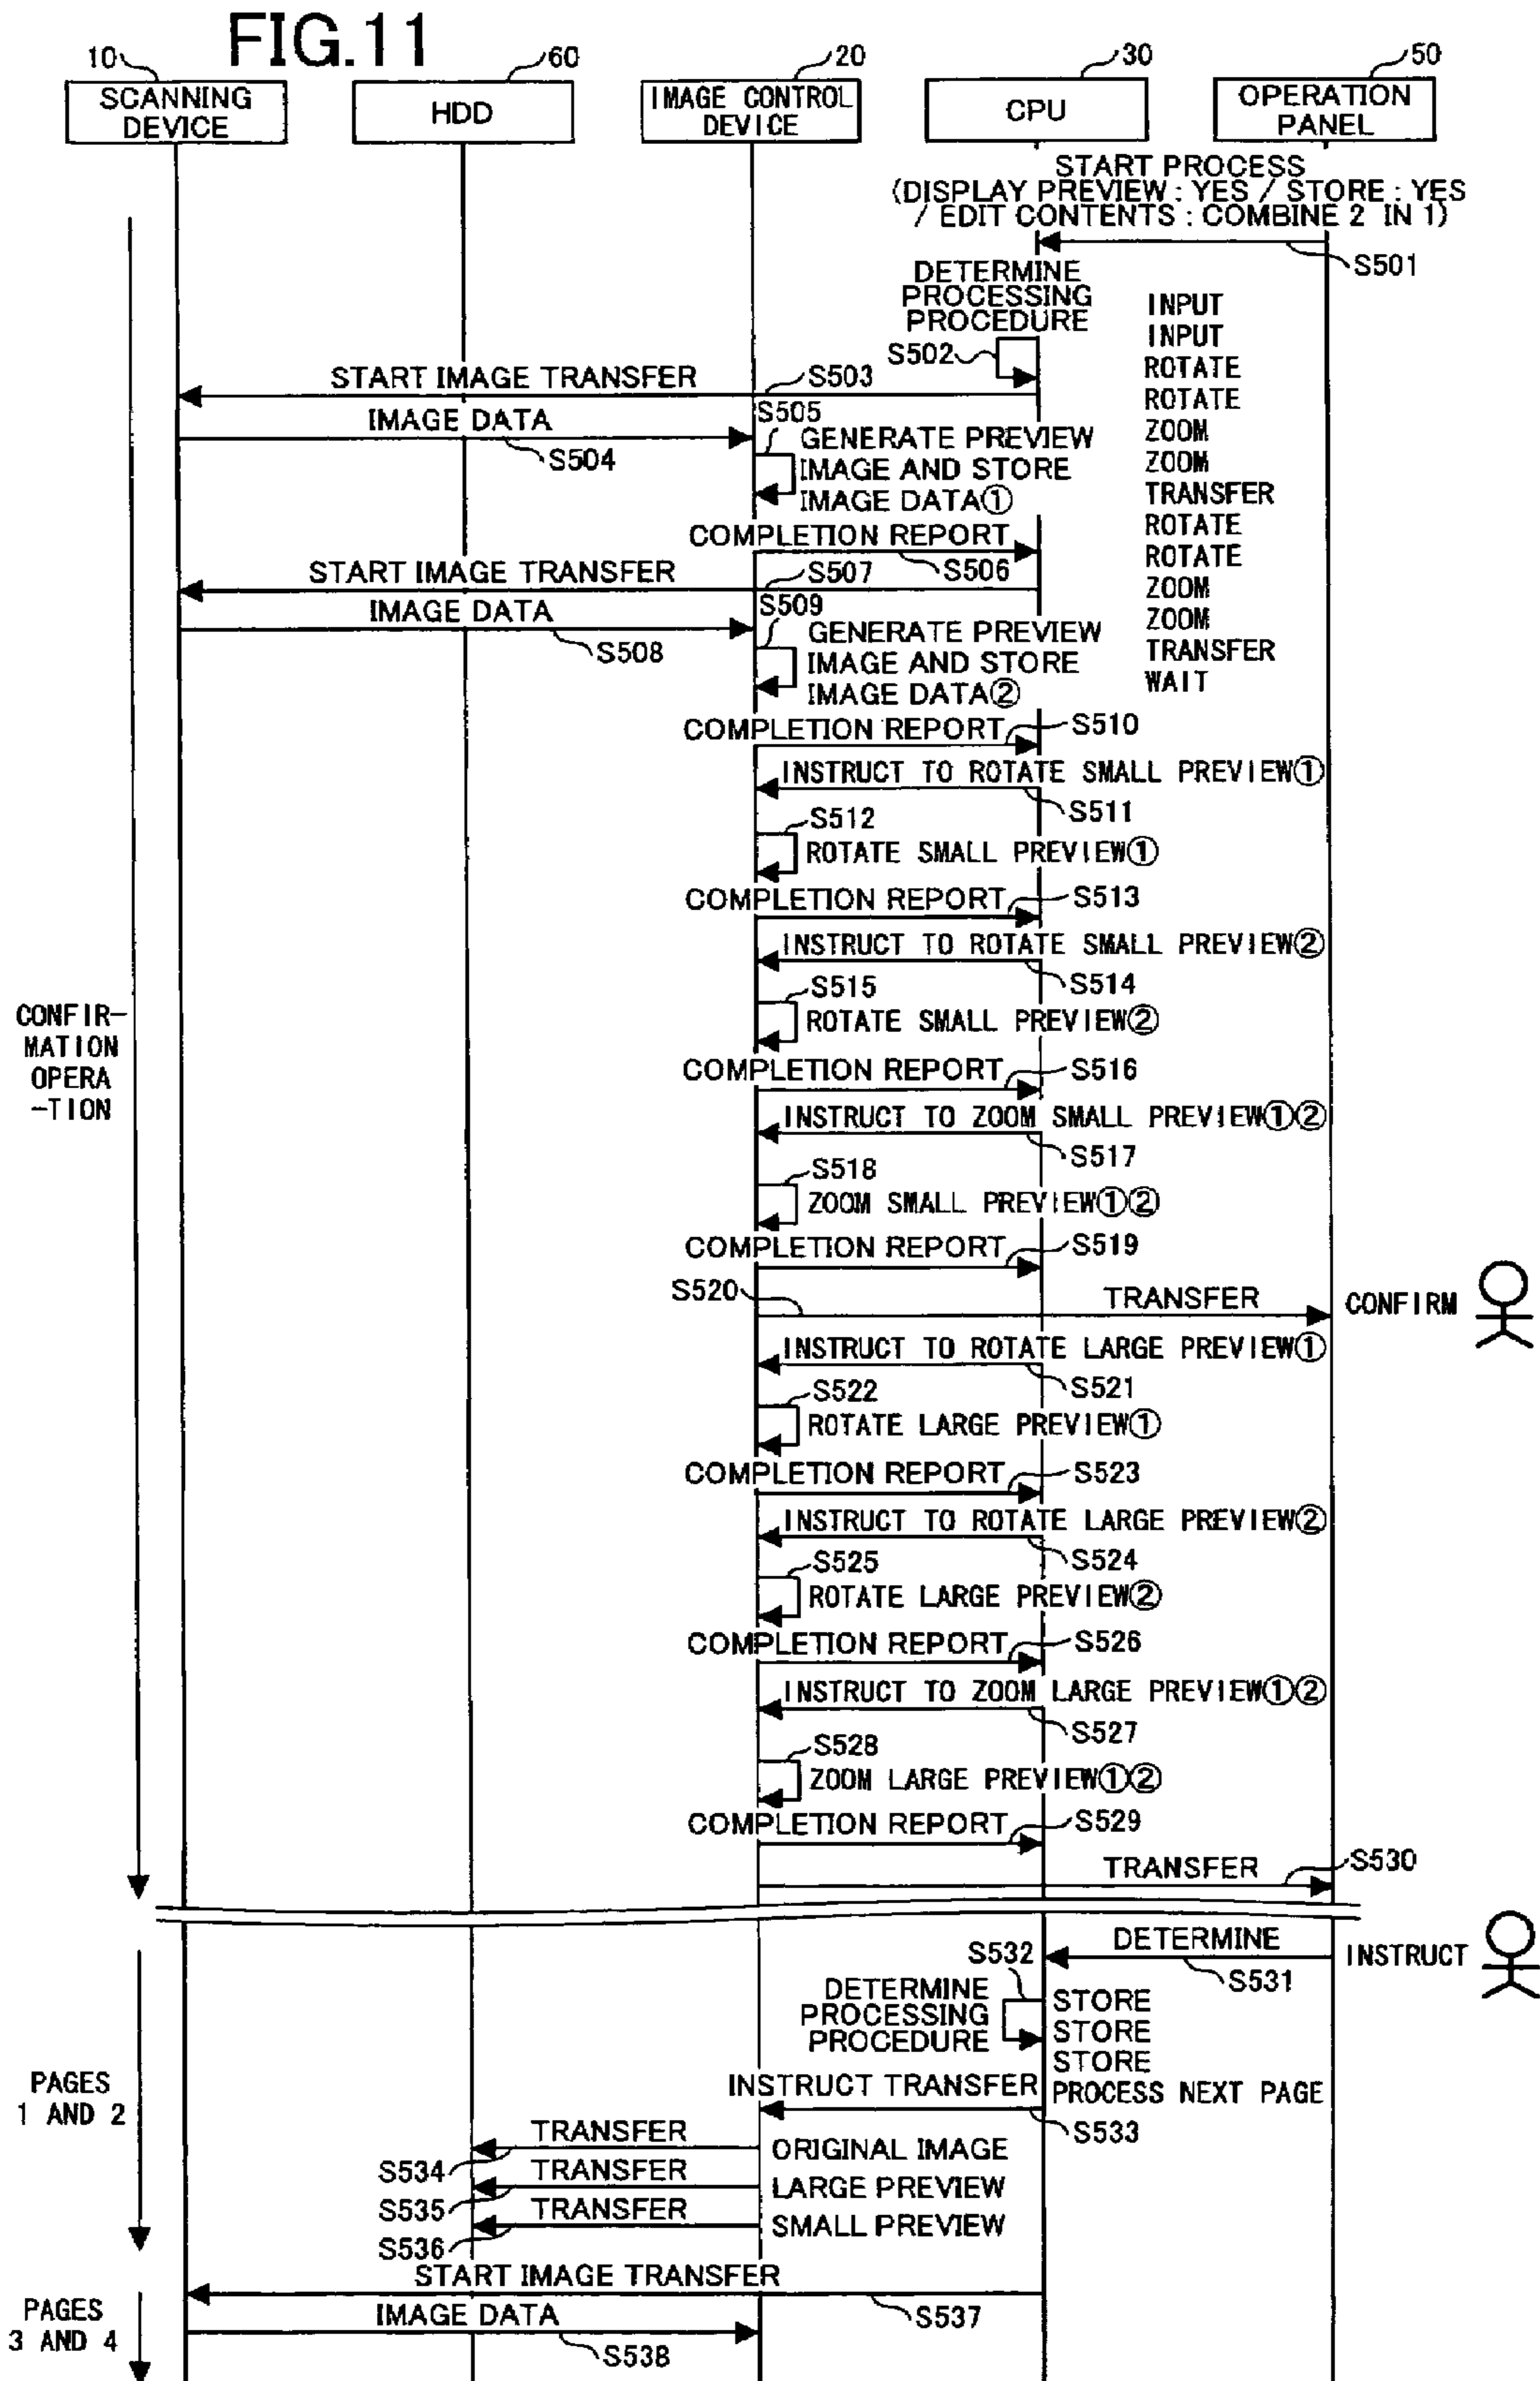 FIG.11
10
60
20
30
50
SCANNING
DEVICE
HDD
IMAGE CONTROL
DEVICE
CPU
OPERATION
PANEL
START PROCESS
(DISPLAY PREVIEW : YES / STORE : YES
/ EDIT CONTENTS : COMBINE 2 IN 1)
S501
DETERMINE
PROCESSING
PROCEDURE
S502
INPUT
INPUT
ROTATE
ROTATE
ZOOM
ZOOM
TRANSFER
ROTATE
ROTATE
ZOOM
ZOOM
TRANSFER
WAIT
START IMAGE TRANSFER
S503
IMAGE DATA
S504
S505
GENERATE PREVIEW
IMAGE AND STORE
IMAGE DATA①
COMPLETION REPORT
S506
START IMAGE TRANSFER
S507
IMAGE DATA
S508
S509
GENERATE PREVIEW
IMAGE AND STORE
IMAGE DATA②
COMPLETION REPORT
S510
INSTRUCT TO ROTATE SMALL PREVIEW①
S511
S512
ROTATE SMALL PREVIEW①
COMPLETION REPORT
S513
INSTRUCT TO ROTATE SMALL PREVIEW②
S514
S515
ROTATE SMALL PREVIEW②
CONFIR-
MATION
OPERA
-TION
COMPLETION REPORT
S516
INSTRUCT TO ZOOM SMALL PREVIEW①②
S517
S518
ZOOM SMALL PREVIEW①②
COMPLETION REPORT
S519
S520
TRANSFER
CONFIRM
INSTRUCT TO ROTATE LARGE PREVIEW①
S521
S522
ROTATE LARGE PREVIEW①
COMPLETION REPORT
S523
INSTRUCT TO ROTATE LARGE PREVIEW②
S524
S525
ROTATE LARGE PREVIEW②
COMPLETION REPORT
S526
INSTRUCT TO ZOOM LARGE PREVIEW①②
S527
S528
ZOOM LARGE PREVIEW①②
COMPLETION REPORT
S529
TRANSFER
S530
DETERMINE
S531
INSTRUCT
S532
DETERMINE
PROCESSING
PROCEDURE
STORE
STORE
STORE
PROCESS NEXT PAGE
PAGES
1 AND 2
INSTRUCT TRANSFER
S533
TRANSFER
S534
ORIGINAL IMAGE
TRANSFER
S535
LARGE PREVIEW
TRANSFER
S536
SMALL PREVIEW
START IMAGE TRANSFER
S537
PAGES
3 AND 4
IMAGE DATA
S538